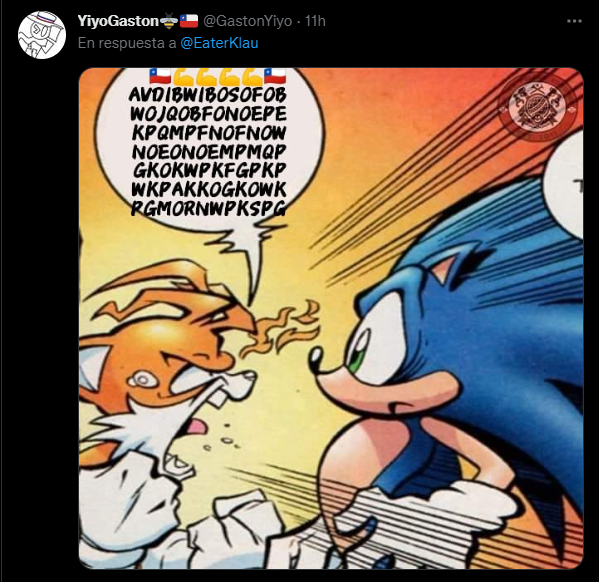 YiyoGaston🐝🇨🇱 @GastonYiyo · 11h
En respuesta a @EaterKlau
🇨🇱💪💪💪💪🇨🇱
AVDIBWIBOSOFOB
WOJQOBFONOEPE
KPQMPFNOFNOW
NOEONOEMPMQP
GKOKWPKFGPKP
WKPAKKOGKOWK
PGMORNWPKSPG